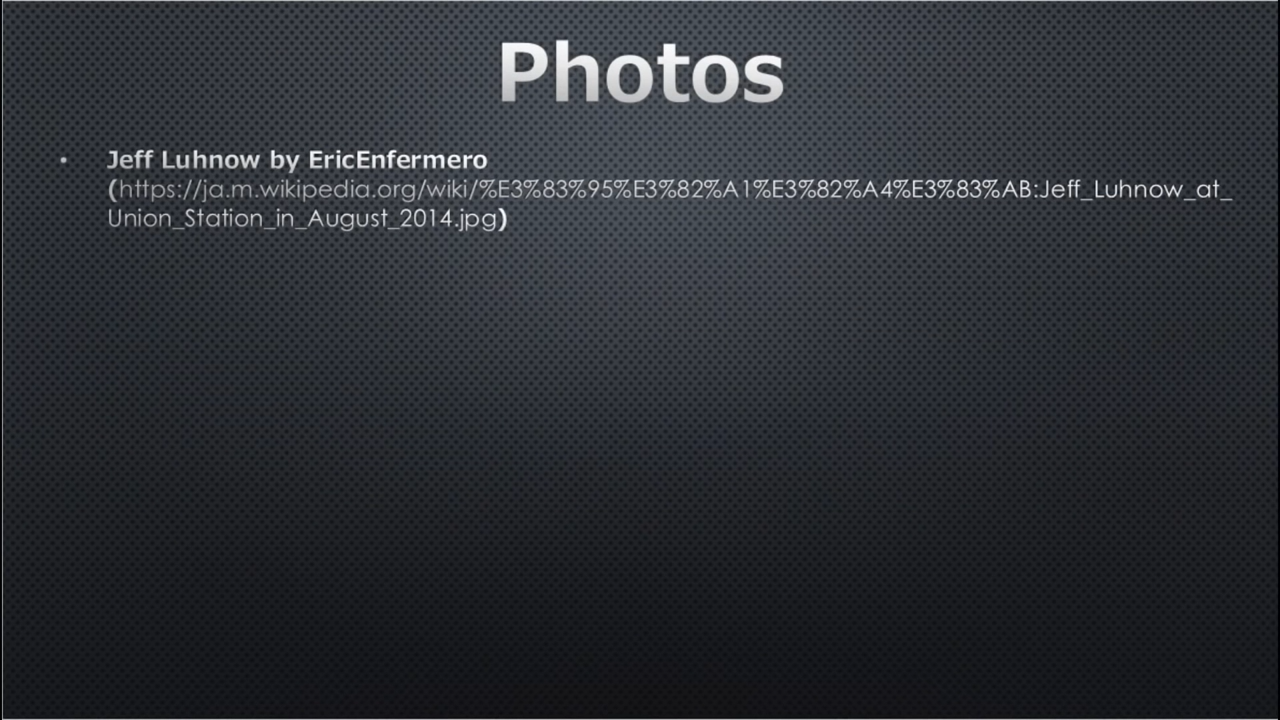 Photos
• Jeff Luhnow by EricEnfermero
(https://ja.m.wikipedia.org/wiki/%E3%83%95%E3%82%A1%E3%82%A4%E3%83%AB:Jeff_Luhnow_at_
Union_Station_in_August_2014.jpg)